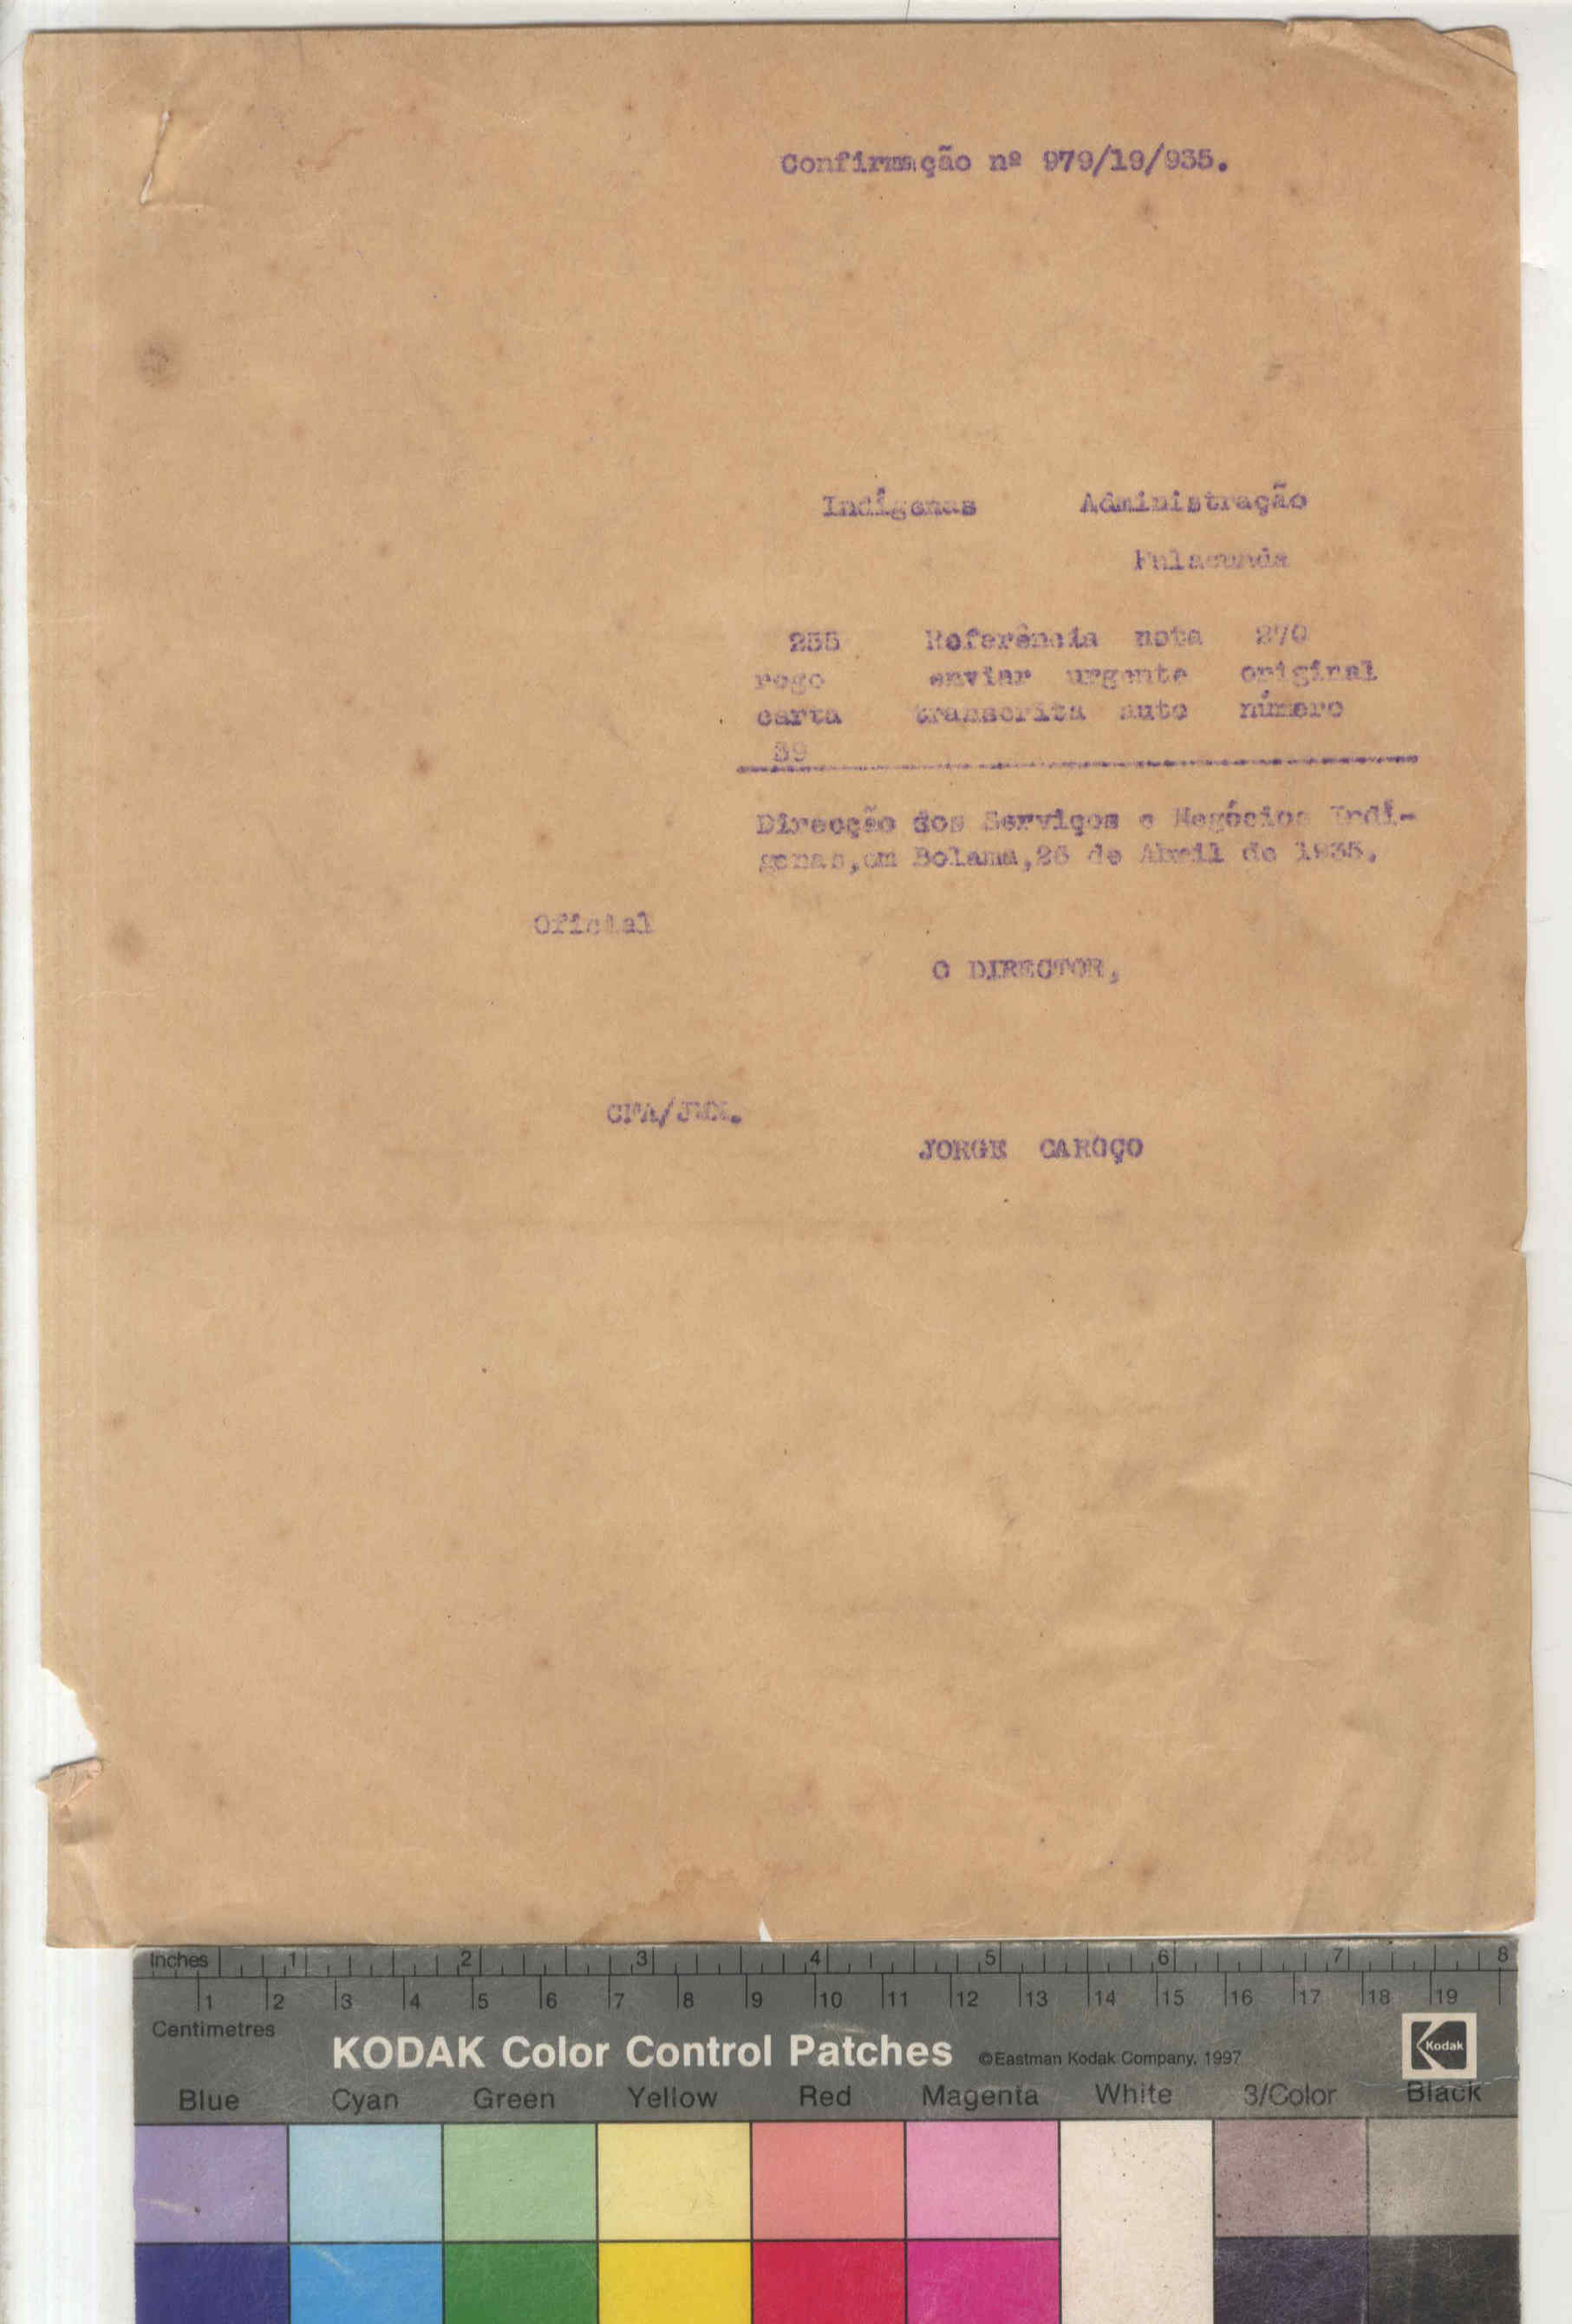 Confirmação nº 979/19/935.
Indígenas Administração
Fulacunda
235 Referência nota 270
rogo enviar urgente original
carta transcrita auto número
39
Direcção dos Serviços e Negócios Indí-
genas,em Bolama,26 de Abril de 1935.
Oficial
O DIRECTOR,
CFA/
JORGE CAROÇO
Inches 1 2 3 4 5 6 7 8
1 2 3 4 5 6 7 8 9 10 11 12 13 14 15 16 17 18 19
Centimetres
KODAK Color Control Patches ©Eastman Kodak Company, 1997 Kodak
Blue Cyan Green Yellow Red Magenta White 3/Color Black